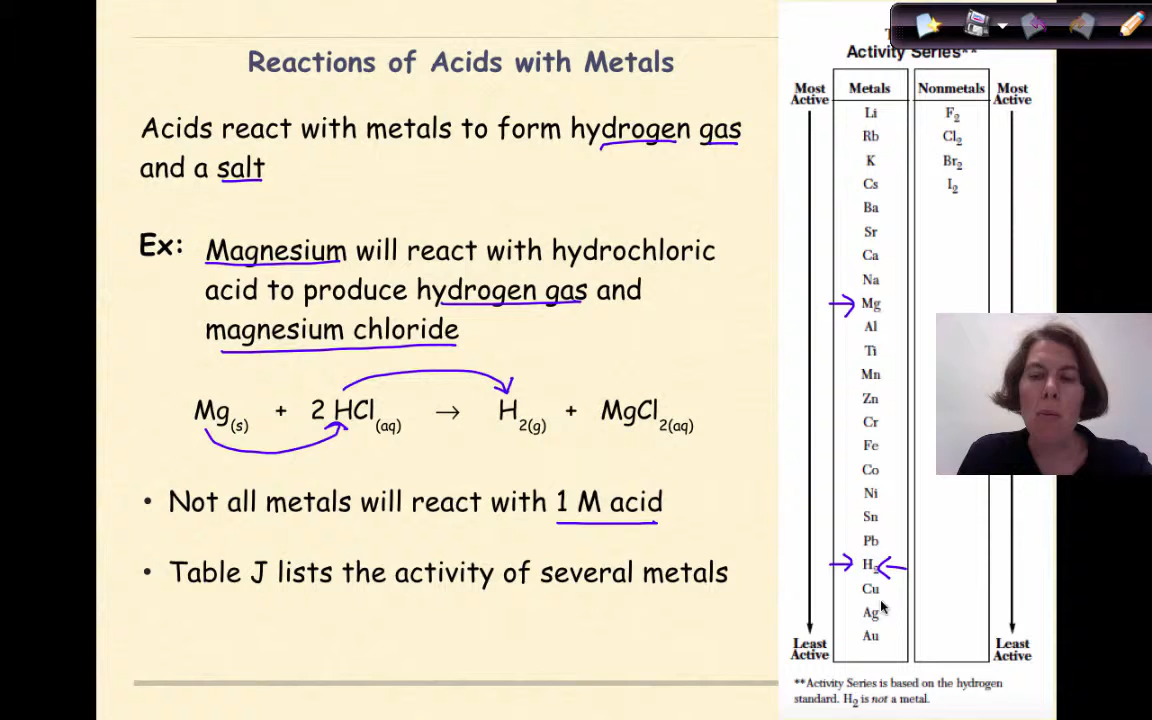 Reactions of Acids with Metals
Acids react with metals to form hydrogen gas
and a salt
Ex: Magnesium will react with hydrochloric
acid to produce hydrogen gas and
magnesium chloride
Mg(s) + 2 HCl(aq) → H2(g) + MgCl2(aq)
• Not all metals will react with 1 M acid
• Table J lists the activity of several metals
Activity Series**
Most Active Metals Nonmetals Most Active
Li F2
Rb Cl2
K Br2
Cs I2
Ba
Sr
Ca
Na
Mg
Al
Ti
Mn
Zn
Cr
Fe
Co
Ni
Sn
Pb
H2
Cu
Ag
Au
Least Active Least Active
**Activity Series is based on the hydrogen
standard. H2 is not a metal.